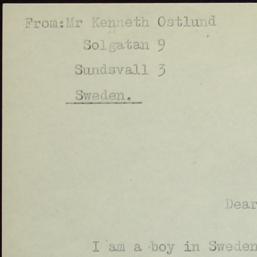 From:Mr Kenneth Ostlund
Solgatan 9
Sundsvall 3
Sweden.
Dear
I am a boy in Sweden